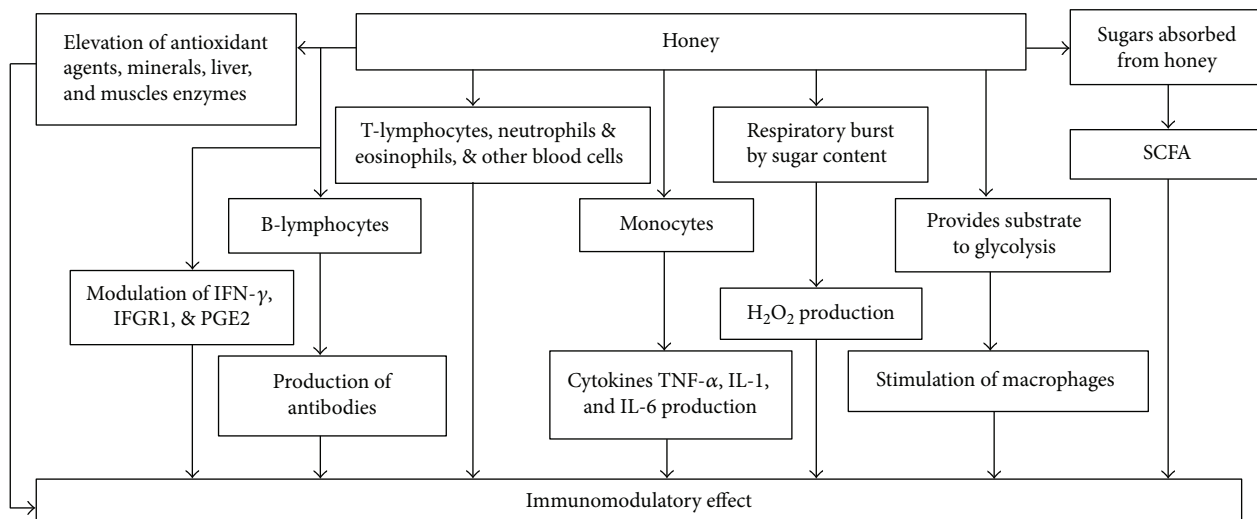 Elevation of antioxidant
agents, minerals, liver,
and muscles enzymes
Honey
Sugars absorbed
from honey
T-lymphocytes, neutrophils &
eosinophils, & other blood cells
Respiratory burst
by sugar content
SCFA
B-lymphocytes
Monocytes
Provides substrate
to glycolysis
Modulation of IFN-γ,
IFGR1, & PGE2
H₂O₂ production
Production of
antibodies
Cytokines TNF-α, IL-1,
and IL-6 production
Stimulation of macrophages
Immunomodulatory effect